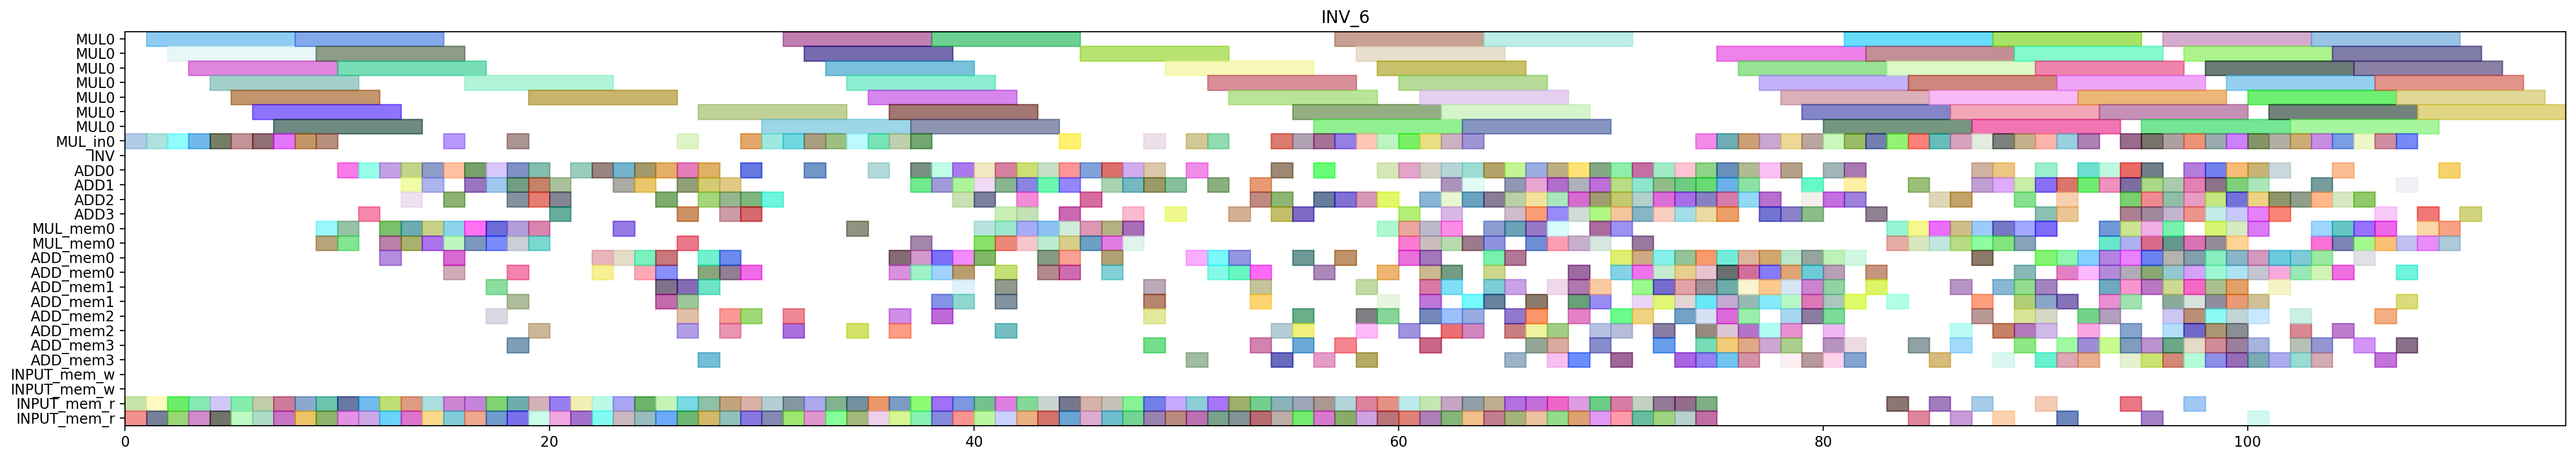 INV_6
MUL0
MUL0
MUL0
MUL0
MUL0
MUL0
MUL0
MUL_in0
INV
ADD0
ADD1
ADD2
ADD3
MUL_mem0
MUL_mem0
ADD_mem0
ADD_mem0
ADD_mem1
ADD_mem1
ADD_mem2
ADD_mem2
ADD_mem3
ADD_mem3
INPUT_mem_w
INPUT_mem_w
INPUT_mem_r
INPUT_mem_r
0 20 40 60 80 100